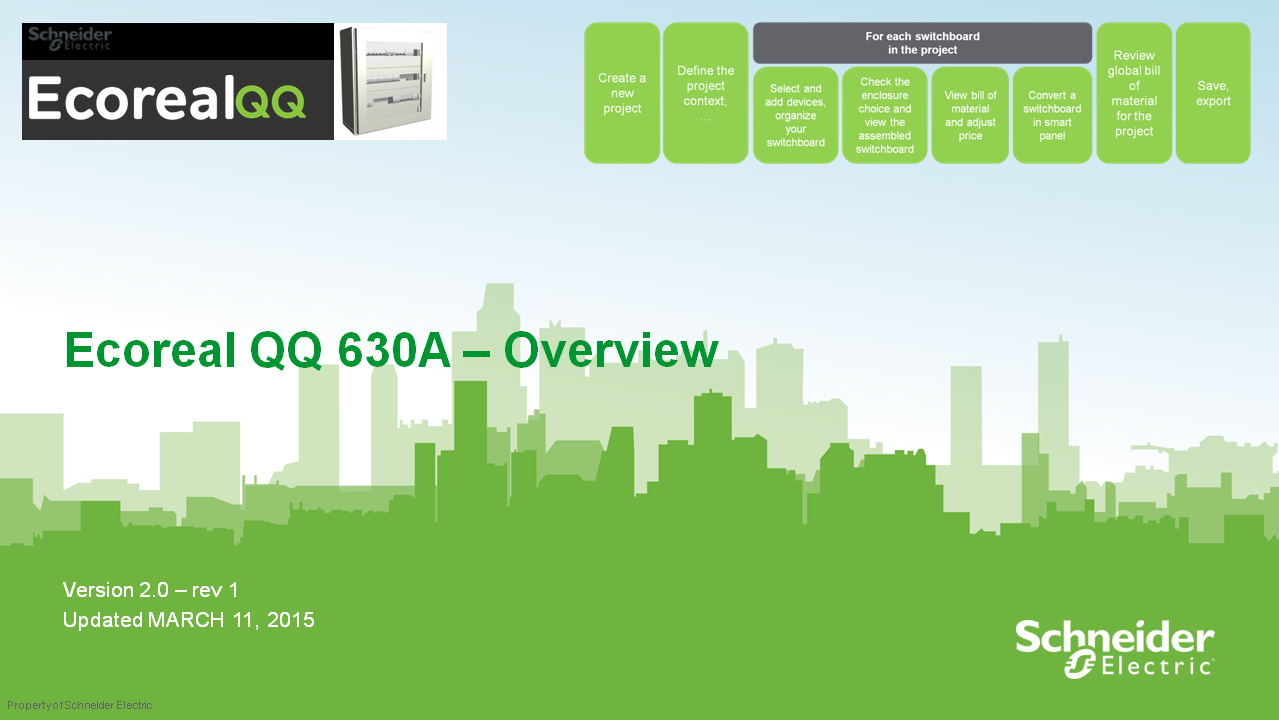 Schneider
Electric
EcorealQQ
Create a
new
project
Define the
project
context,
…
For each switchboard
in the project
Select and
add devices,
organize
your
switchboard
Check the
enclosure
choice and
view the
assembled
switchboard
View bill of
material
and adjust
price
Convert a
switchboard
in smart
panel
Review
global bill
of
material
for the
project
Save,
export
Ecoreal QQ 630A – Overview
Version 2.0 – rev 1
Updated MARCH 11, 2015
Schneider
Electric
Property of Schneider Electric